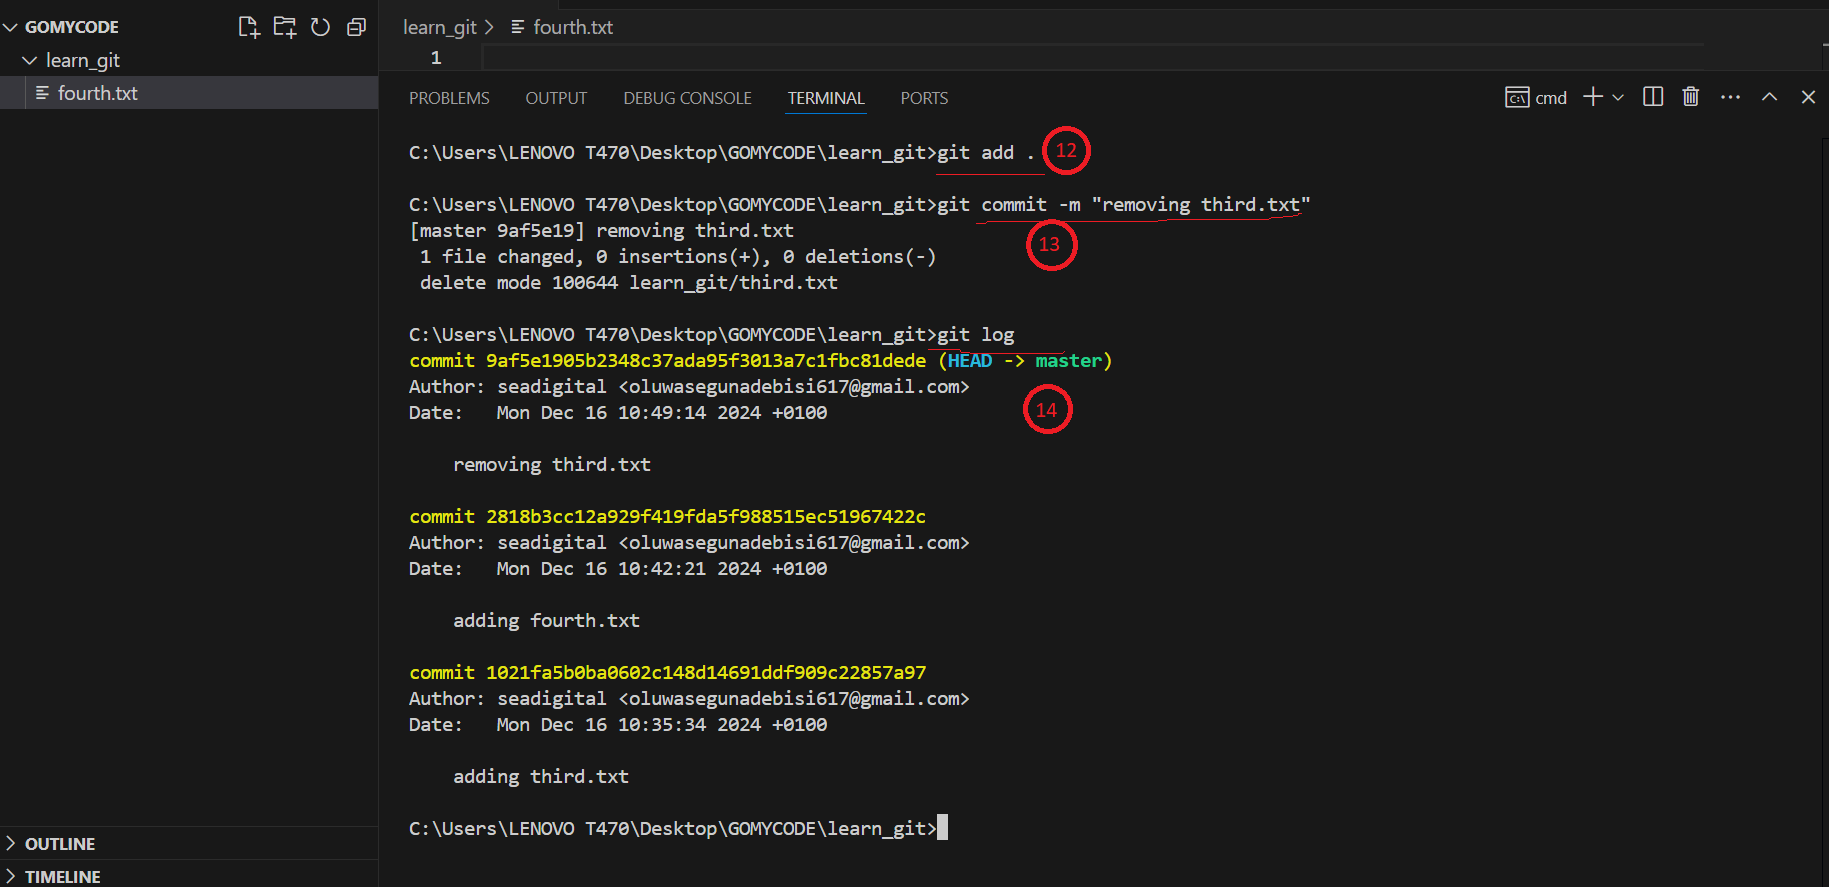 GOMYCODE
learn_git
fourth.txt
learn_git > fourth.txt
1
PROBLEMS OUTPUT DEBUG CONSOLE TERMINAL PORTS
cmd
C:\Users\LENOVO T470\Desktop\GOMYCODE\learn_git>git add . 12
C:\Users\LENOVO T470\Desktop\GOMYCODE\learn_git>git commit -m "removing third.txt"
[master 9af5e19] removing third.txt
13
1 file changed, 0 insertions(+), 0 deletions(-)
delete mode 100644 learn_git/third.txt
C:\Users\LENOVO T470\Desktop\GOMYCODE\learn_git>git log
commit 9af5e1905b2348c37ada95f3013a7c1fbc81dede (HEAD -> master)
Author: seadigital <oluwasegunadebisi617@gmail.com>
Date:   Mon Dec 16 10:49:14 2024 +0100
14
removing third.txt
commit 2818b3cc12a929f419fda5f988515ec51967422c
Author: seadigital <oluwasegunadebisi617@gmail.com>
Date:   Mon Dec 16 10:42:21 2024 +0100
adding fourth.txt
commit 1021fa5b0ba0602c148d14691ddf909c22857a97
Author: seadigital <oluwasegunadebisi617@gmail.com>
Date:   Mon Dec 16 10:35:34 2024 +0100
adding third.txt
C:\Users\LENOVO T470\Desktop\GOMYCODE\learn_git>
OUTLINE
TIMELINE